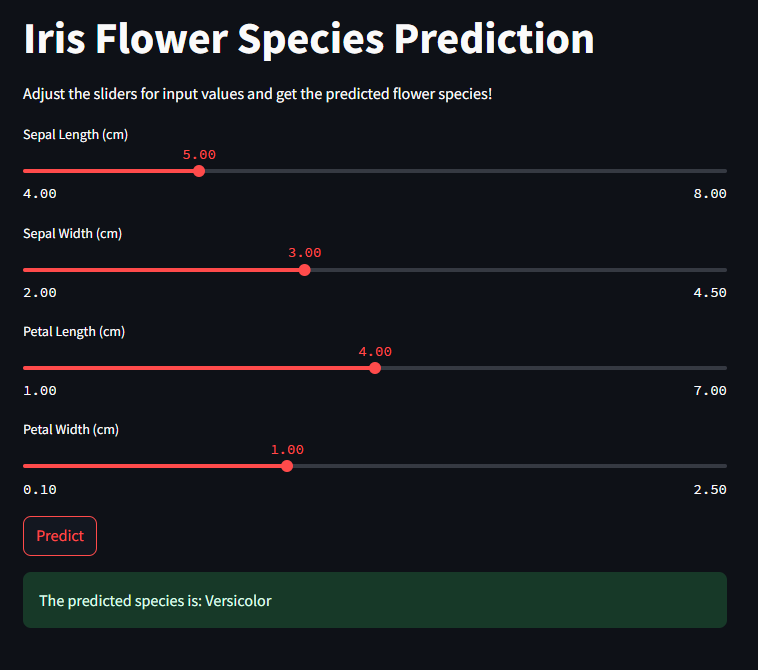 Iris Flower Species Prediction
Adjust the sliders for input values and get the predicted flower species!
Sepal Length (cm)
5.00
4.00 8.00
Sepal Width (cm)
3.00
2.00 4.50
Petal Length (cm)
4.00
1.00 7.00
Petal Width (cm)
1.00
0.10 2.50
Predict
The predicted species is: Versicolor